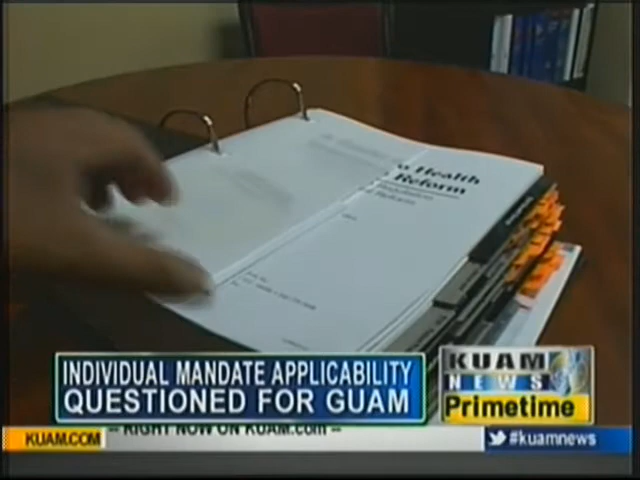 o Health
Reform
INDIVIDUAL MANDATE APPLICABILITY
QUESTIONED FOR GUAM
KUAM
NEWS
Primetime
KUAM.COM
-- RIGHT NOW ON KUAM.com --
#kuamnews